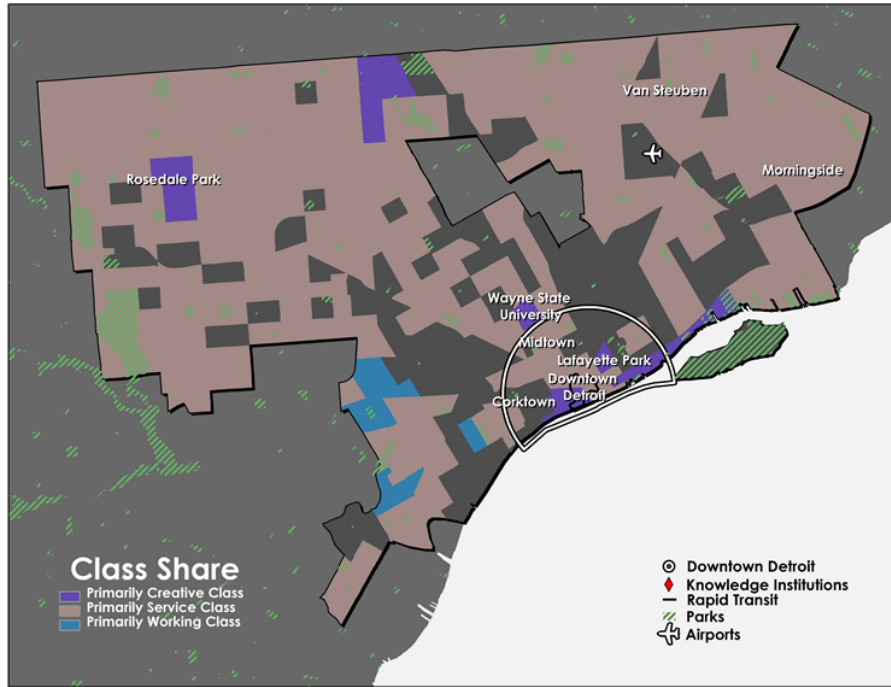 Van Steuben
Rosedale Park
Morningside
Wayne State
University
Midtown
Lafayette Park
Downtown
Detroit
Corktown
Class Share
Primarily Creative Class
Primarily Service Class
Primarily Working Class
Downtown Detroit
Knowledge Institutions
Rapid Transit
Parks
Airports